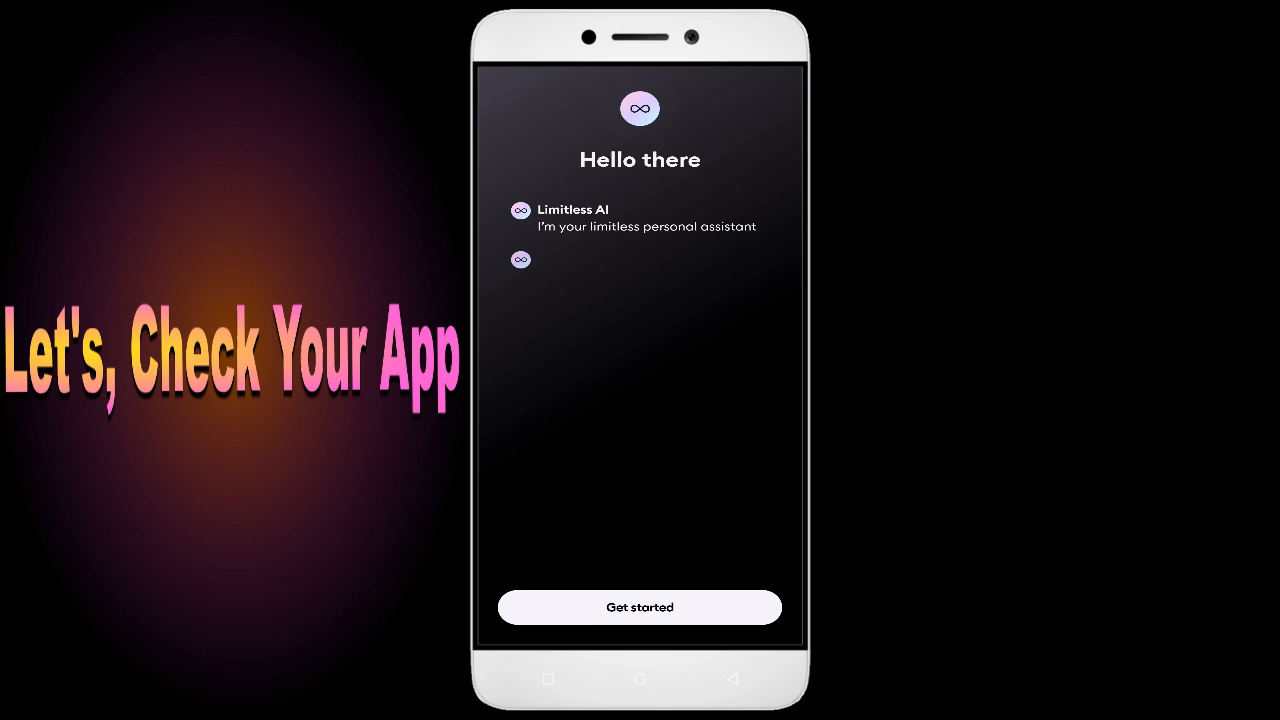 Let's, Check Your App
Hello there
Limitless AI
I'm your limitless personal assistant
Get started